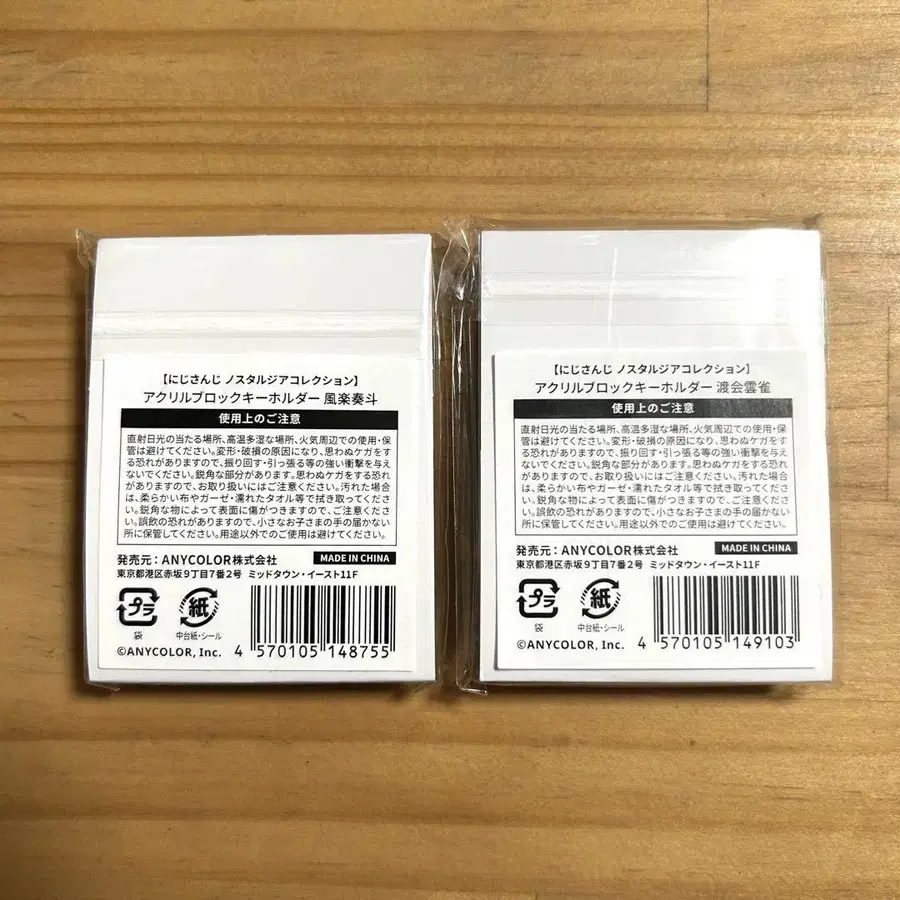 【にじさんじ ノスタルジアコレクション】
アクリルブロックキーホルダー 風楽奏斗
使用上のご注意
直射日光の当たる場所、高温多湿な場所、火気周辺での使用・保
管は避けてください。変形・破損の原因になり、思わぬケガをす
る恐れがありますので、振り回す・引っ張る等の強い衝撃を与え
ないでください。鋭角な部分があります。思わぬケガをする恐れ
がありますので、お取り扱いにはご注意ください。汚れた場合
は、柔らかい布やガーゼ・濡れたタオル等で拭き取ってくださ
い。鋭角な物によって表面に傷がつきますので、ご注意ください。
誤飲の恐れがありますので、小さなお子さまの手の届かない
所に保管してください。用途以外でのご使用は避けてください。
発売元：ANYCOLOR株式会社 MADE IN CHINA
東京都港区赤坂9丁目7番2号 ミッドタウン・イースト11F
プラ 紙
袋 中台紙・シール
©ANYCOLOR, Inc. 4 570105 148755
【にじさんじ ノスタルジアコレクション】
アクリルブロックキーホルダー 渡会雲雀
使用上のご注意
直射日光の当たる場所、高温多湿な場所、火気周辺での使用・保
管は避けてください。変形・破損の原因になり、思わぬケガをす
る恐れがありますので、振り回す・引っ張る等の強い衝撃を与え
ないでください。鋭角な部分があります。思わぬケガをする恐れ
がありますので、お取り扱いにはご注意ください。汚れた場合
は、柔らかい布やガーゼ・濡れたタオル等で拭き取ってくださ
い。鋭角な物によって表面に傷がつきますので、ご注意ください。
誤飲の恐れがありますので、小さなお子さまの手の届かない
所に保管してください。用途以外でのご使用は避けてください。
発売元：ANYCOLOR株式会社 MADE IN CHINA
東京都港区赤坂9丁目7番2号 ミッドタウン・イースト11F
プラ 紙
袋 中台紙・シール
©ANYCOLOR, Inc. 4 570105 149103